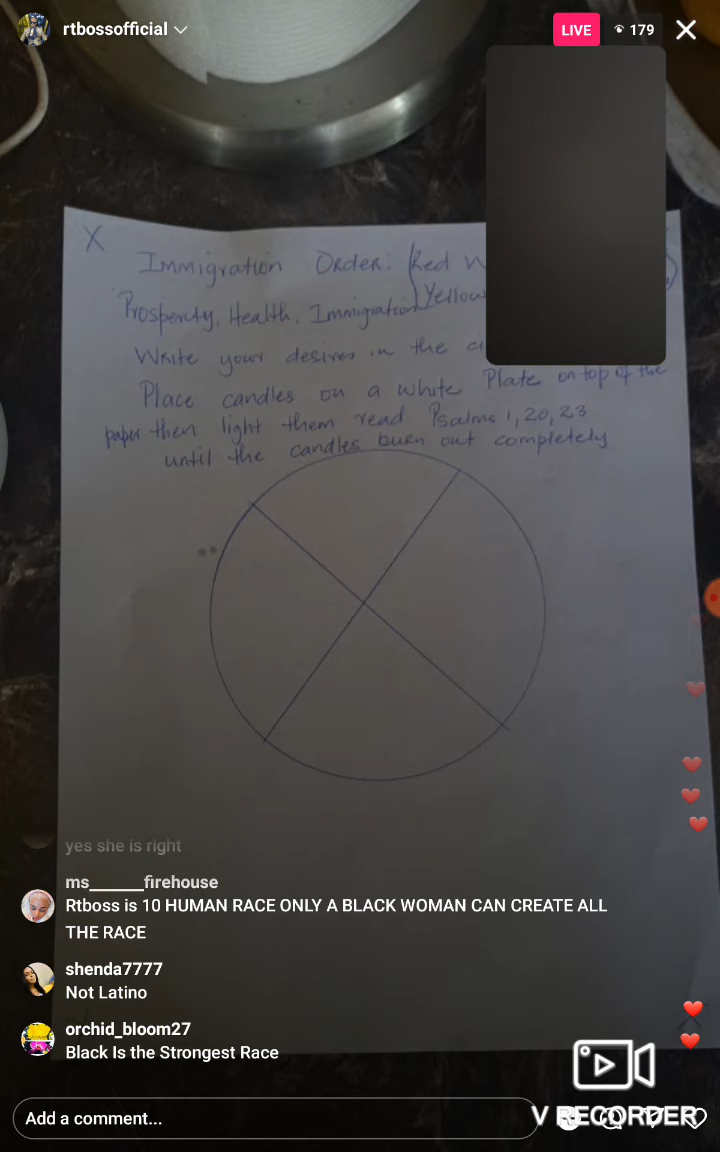 rtbossofficial
LIVE
179
X
Immigration Order: (Red
Prosperity, Health, Immigration Yellow
Write your desires in the
Place candles on a white Plate on top of the
paper then light them read Psalms 1, 20, 23
until the candles burn out completely
yes she is right
ms______firehouse
Rtboss is 10 HUMAN RACE ONLY A BLACK WOMAN CAN CREATE ALL
THE RACE
shenda7777
Not Latino
orchid_bloom27
Black Is the Strongest Race
Add a comment...
V RECORDER